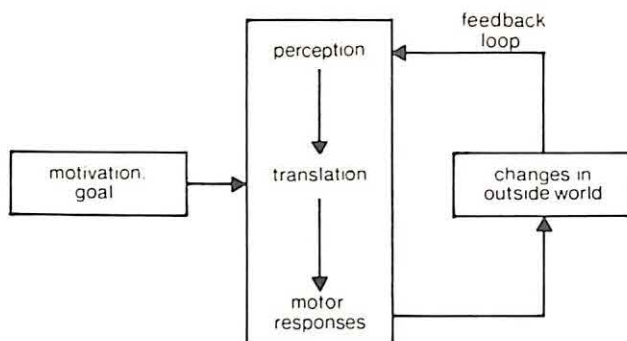 feedback
loop
perception
motivation.
goal
translation
changes in
outside world
motor
responses